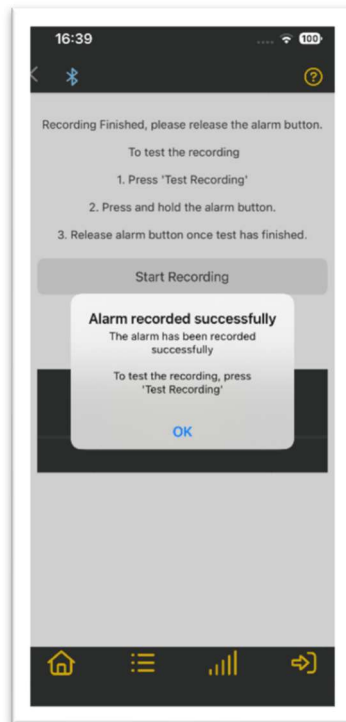 16:39
100
?
Recording Finished, please release the alarm button.
To test the recording
1. Press 'Test Recording'
2. Press and hold the alarm button.
3. Release alarm button once test has finished.
Start Recording
Alarm recorded successfully
The alarm has been recorded
successfully
To test the recording, press
'Test Recording'
OK